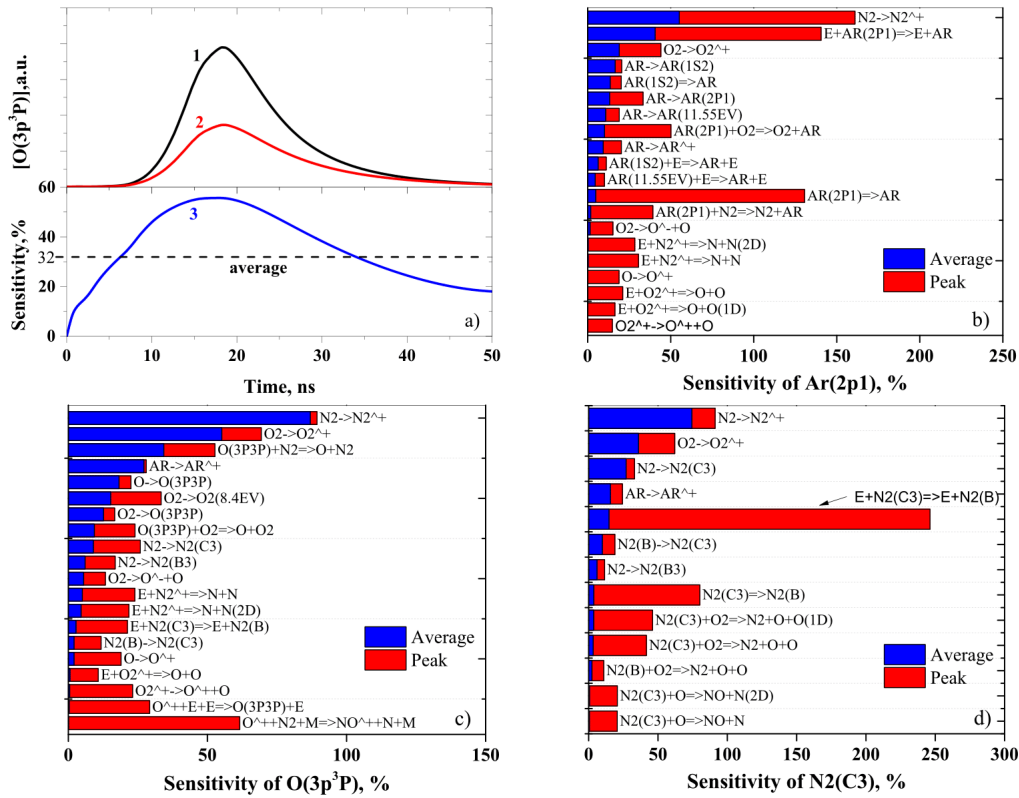 [O(3p³P)],a.u.
1
2
60
3
40
32
average
20
0
Sensitivity,%
a)
0
10
20
30
40
50
Time, ns
N2->N2^+
E+AR(2P1)=>E+AR
O2->O2^+
AR->AR(1S2)
AR(1S2)=>AR
AR->AR(2P1)
AR->AR(11.55EV)
AR(2P1)+O2=>O2+AR
AR->AR^+
AR(1S2)+E=>AR+E
AR(11.55EV)+E=>AR+E
AR(2P1)=>AR
AR(2P1)+N2=>N2+AR
O2->O^-+O
E+N2^+=>N+N(2D)
E+N2^+=>N+N
O->O^+
E+O2^+=>O+O
E+O2^+=>O+O(1D)
O2^+->O^++O
Average
Peak
b)
0
50
100
150
200
250
Sensitivity of Ar(2p1), %
N2->N2^+
O2->O2^+
O(3P3P)+N2=>O+N2
AR->AR^+
O->O(3P3P)
O2->O2(8.4EV)
O2->O(3P3P)
O(3P3P)+O2=>O+O2
N2->N2(C3)
N2->N2(B3)
O2->O^-+O
E+N2^+=>N+N
E+N2^+=>N+N(2D)
E+N2(C3)=>E+N2(B)
N2(B)->N2(C3)
O->O^+
E+O2^+=>O+O
O2^+->O^++O
O^++E+E=>O(3P3P)+E
O^++N2+M=>NO^++N+M
Average
Peak
c)
0
50
100
150
Sensitivity of O(3p³P), %
N2->N2^+
O2->O2^+
N2->N2(C3)
AR->AR^+
E+N2(C3)=>E+N2(B)
N2(B)->N2(C3)
N2->N2(B3)
N2(C3)=>N2(B)
N2(C3)+O2=>N2+O+O(1D)
N2(C3)+O2=>N2+O+O
N2(B)+O2=>N2+O+O
N2(C3)+O=>NO+N(2D)
N2(C3)+O=>NO+N
Average
Peak
d)
0
50
100
150
200
250
300
Sensitivity of N2(C3), %